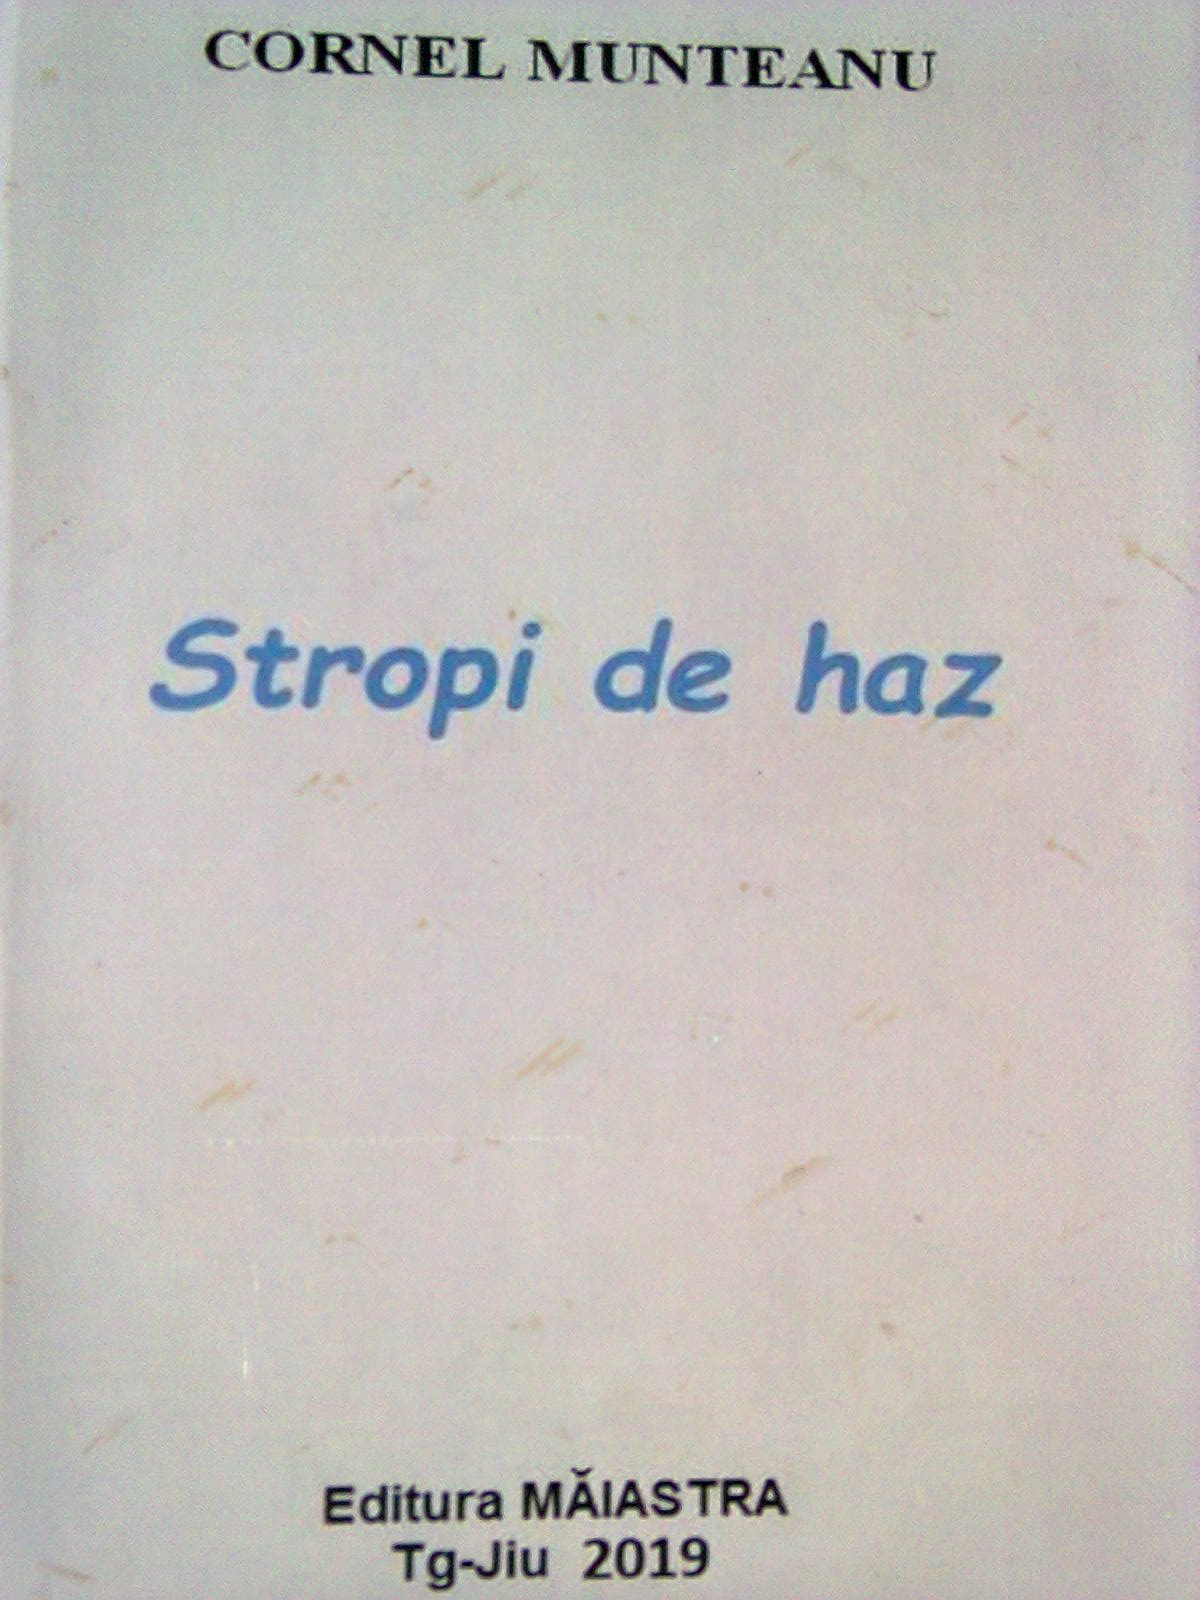 CORNEL MUNTEANU
Stropi de haz
Editura MĂIASTRA
Tg-Jiu 2019